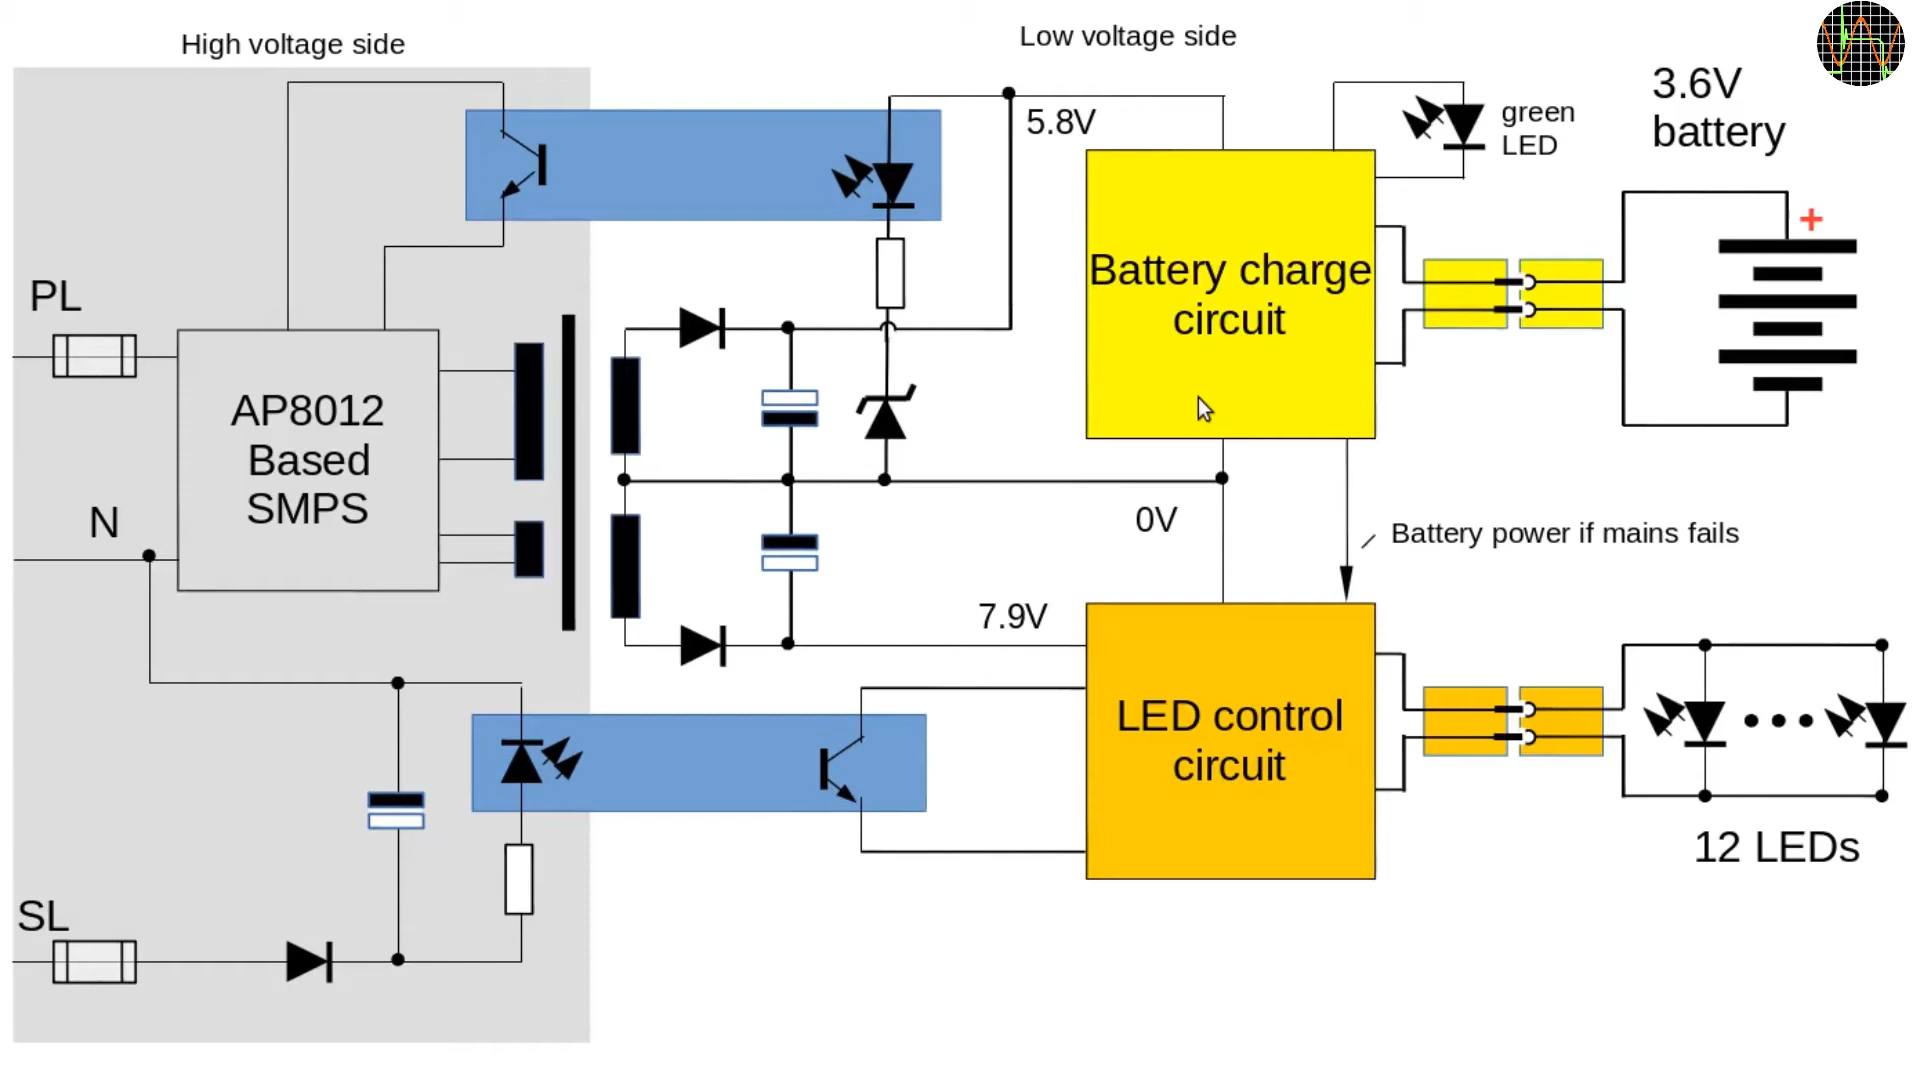 High voltage side
Low voltage side
3.6V
battery
5.8V
green
LED
+
Battery charge
circuit
PL
AP8012
Based
SMPS
N
0V
Battery power if mains fails
7.9V
LED control
circuit
12 LEDs
SL